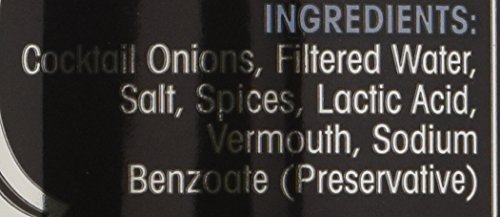 INGREDIENTS:
Cocktail Onions, Filtered Water,
Salt, Spices, Lactic Acid,
Vermouth, Sodium
Benzoate (Preservative)